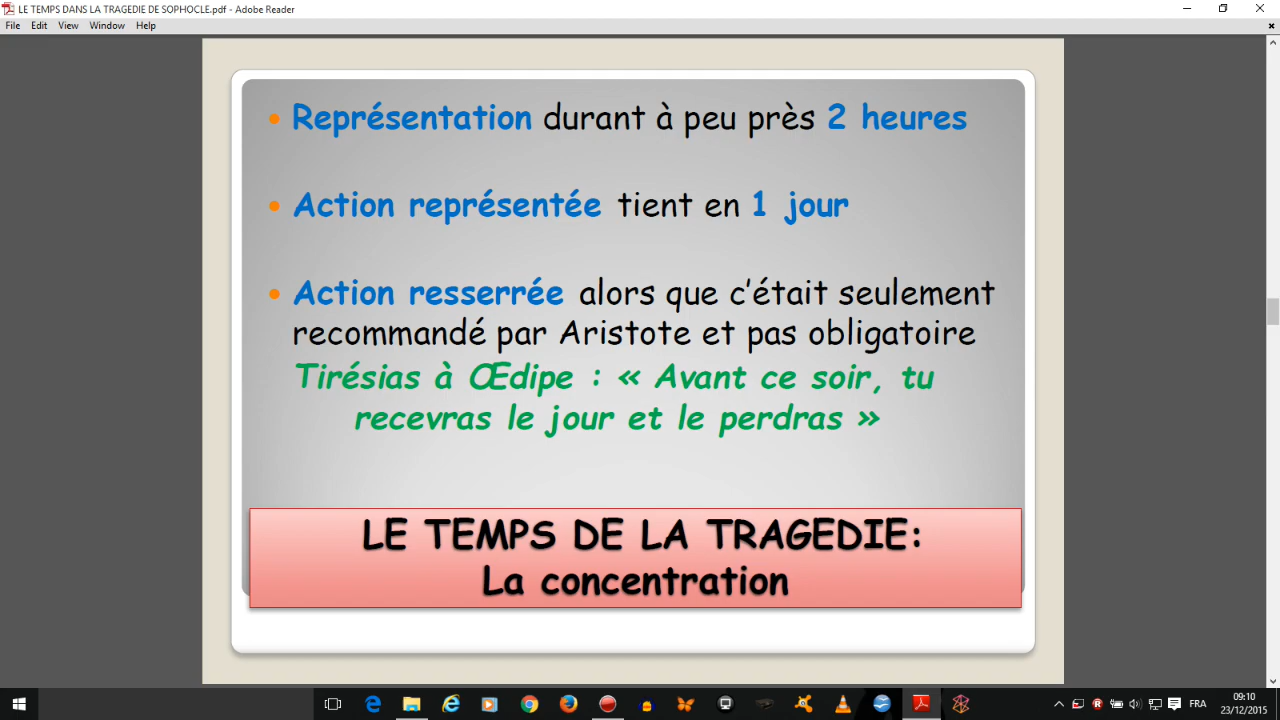 LE TEMPS DANS LA TRAGEDIE DE SOPHOCLE.pdf - Adobe Reader
File Edit View Window Help
Représentation durant à peu près 2 heures
Action représentée tient en 1 jour
Action resserrée alors que c’était seulement
recommandé par Aristote et pas obligatoire
Tirésias à Œdipe : « Avant ce soir, tu
recevras le jour et le perdras »
LE TEMPS DE LA TRAGEDIE:
La concentration
FRA
09:10
23/12/2015